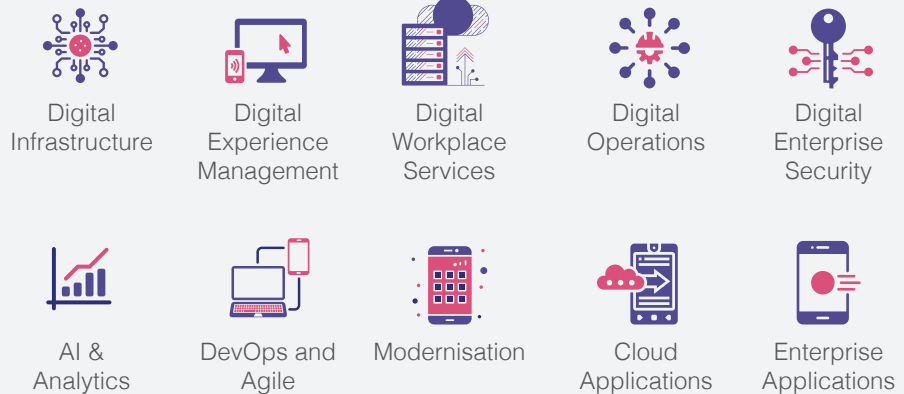 Digital
Infrastructure
Digital
Experience
Management
Digital
Workplace
Services
Digital
Operations
Digital
Enterprise
Security
AI &
Analytics
DevOps and
Agile
Modernisation
Cloud
Applications
Enterprise
Applications